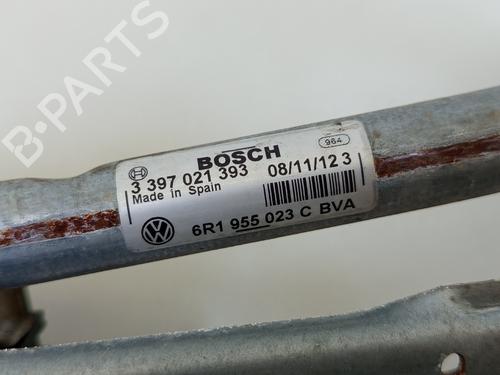 B-PARTS
964
BOSCH
3 397 021 393 08/11/12 3
Made in Spain
6R1 955 023 C BVA